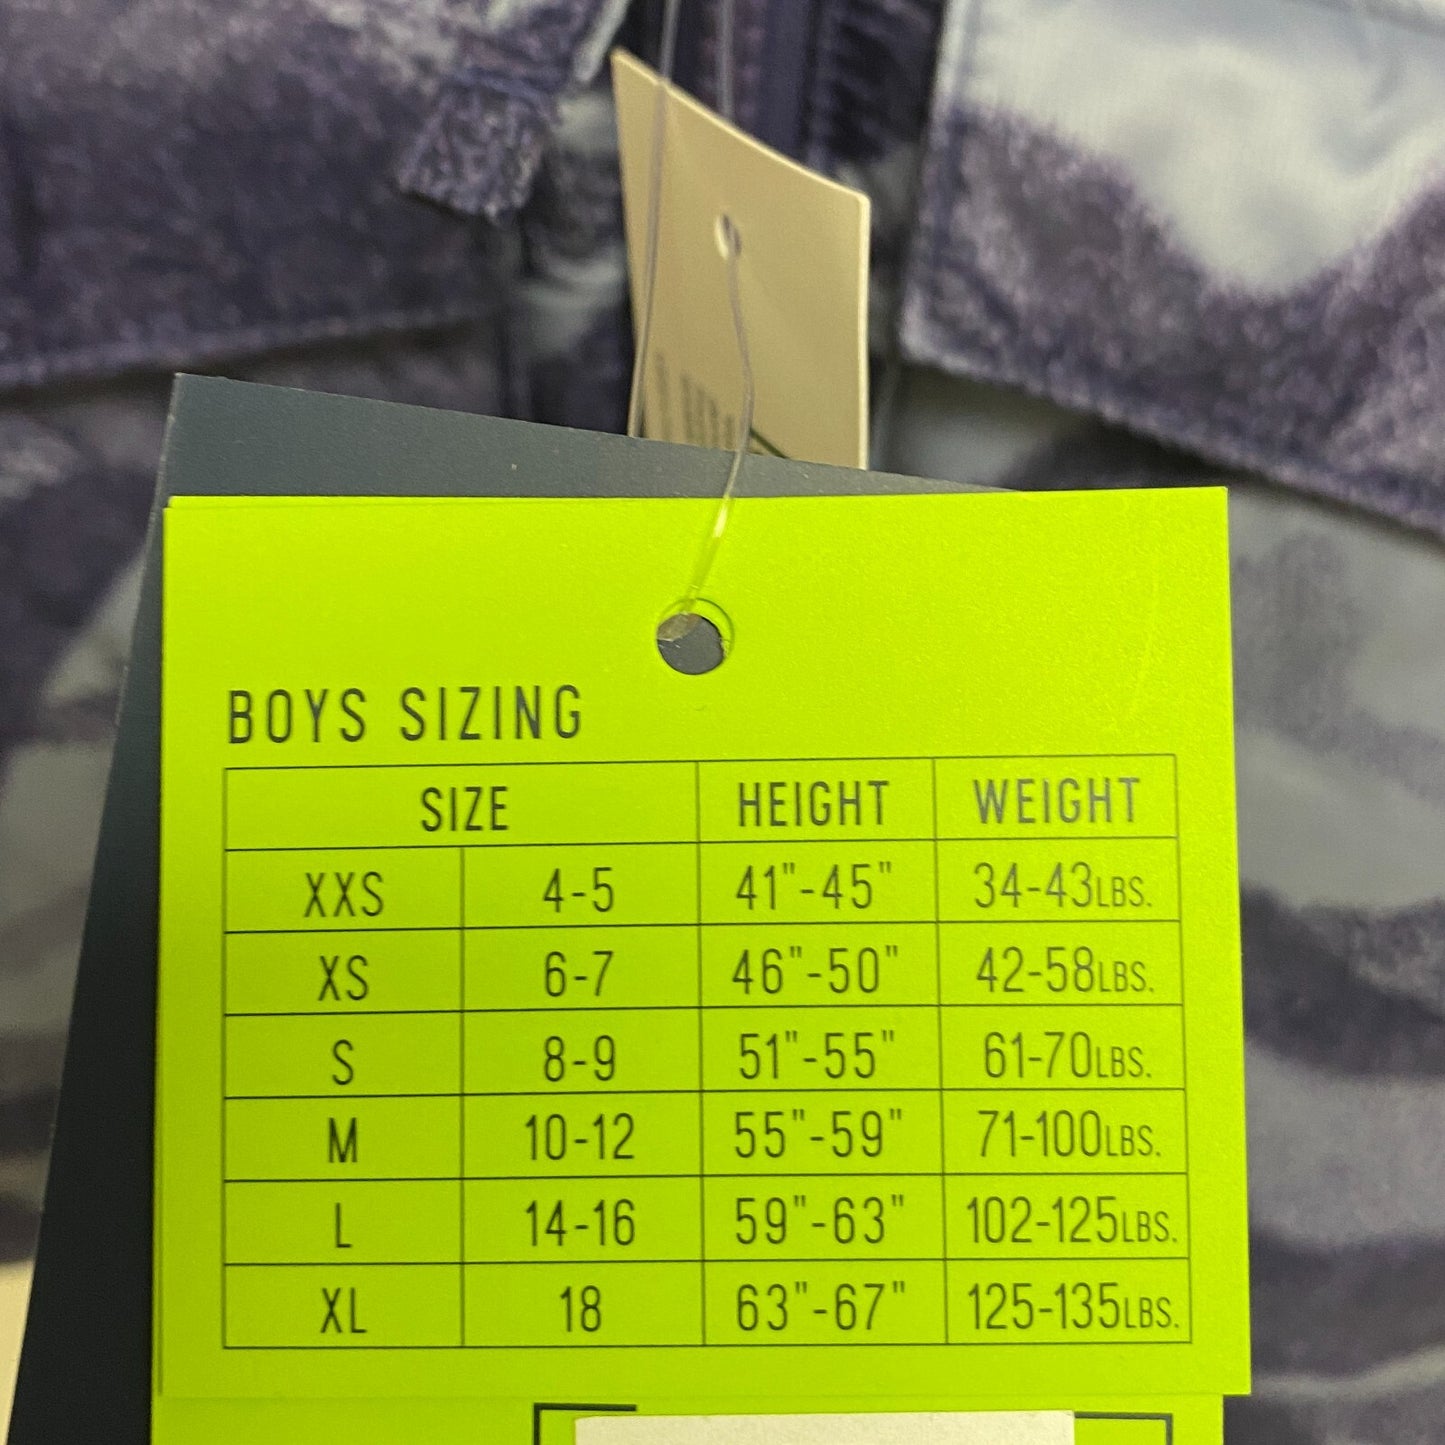 BOYS SIZING
SIZE HEIGHT WEIGHT
XXS 4-5 41"-45" 34-43LBS.
XS 6-7 46"-50" 42-58LBS.
S 8-9 51"-55" 61-70LBS.
M 10-12 55"-59" 71-100LBS.
L 14-16 59"-63" 102-125LBS.
XL 18 63"-67" 125-135LBS.